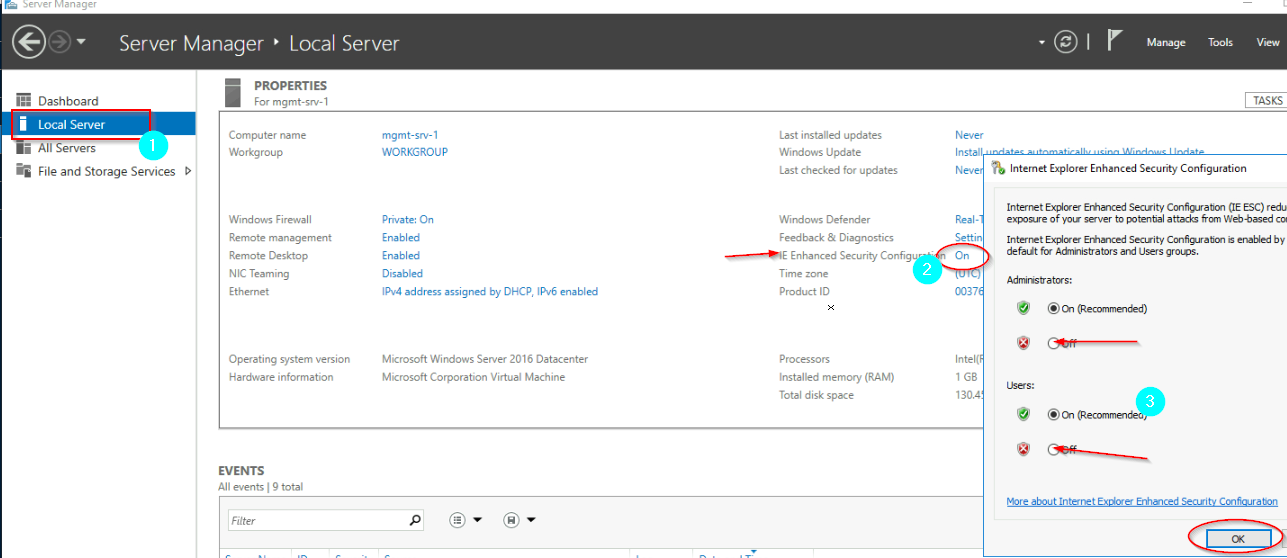 Server Manager
Server Manager • Local Server
Manage Tools View
Dashboard
Local Server
1
All Servers
File and Storage Services
PROPERTIES
For mgmt-srv-1
TASKS
Computer name mgmt-srv-1
Workgroup WORKGROUP
Last installed updates Never
Windows Update Install updates automatically using Windows Update
Last checked for updates Never
Windows Firewall Private: On
Remote management Enabled
Remote Desktop Enabled
NIC Teaming Disabled
Ethernet IPv4 address assigned by DHCP, IPv6 enabled
Windows Defender Real-T
Feedback & Diagnostics Settin
IE Enhanced Security Configuration On
2
Time zone (UTC)
Product ID 00376
Operating system version Microsoft Windows Server 2016 Datacenter
Hardware information Microsoft Corporation Virtual Machine
Processors Intel(R
Installed memory (RAM) 1 GB
Total disk space 130.45
Internet Explorer Enhanced Security Configuration
Internet Explorer Enhanced Security Configuration (IE ESC) redu
exposure of your server to potential attacks from Web-based co
Internet Explorer Enhanced Security Configuration is enabled by
default for Administrators and Users groups.
Administrators:
On (Recommended)
Off
Users:
3
On (Recommended)
Off
More about Internet Explorer Enhanced Security Configuration
OK
EVENTS
All events | 9 total
Filter